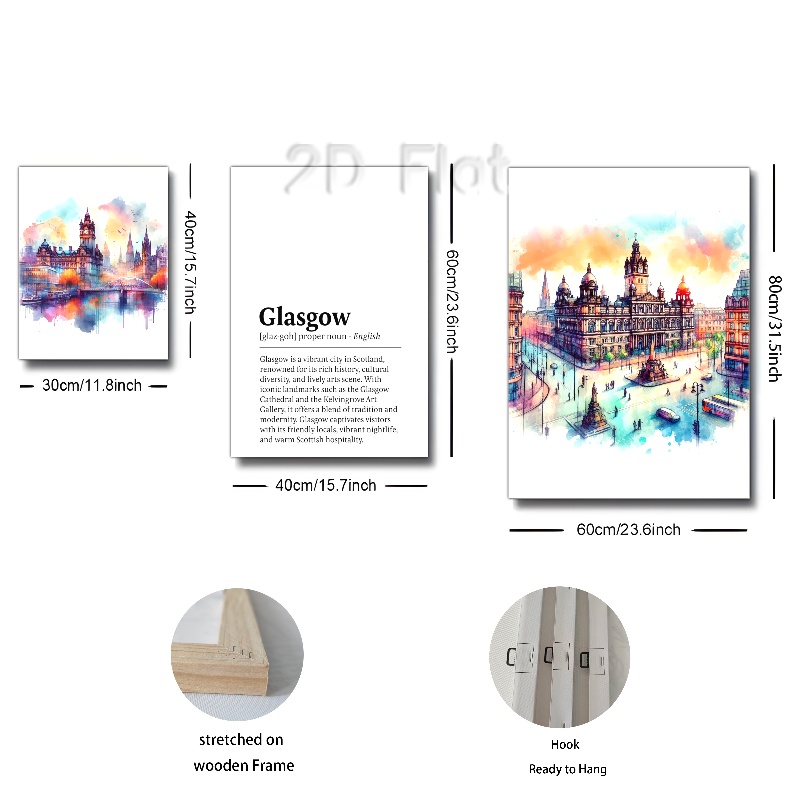 2D Flat
40cm/15.7inch
30cm/11.8inch
Glasgow
[glaz-goh] proper noun - English
Glasgow is a vibrant city in Scotland,
renowned for its rich history, cultural
diversity, and lively arts scene. With
iconic landmarks such as the Glasgow
Cathedral and the Kelvingrove Art
Gallery, it offers a blend of tradition and
modernity. Glasgow captivates visitors
with its friendly locals, vibrant nightlife,
and warm Scottish hospitality.
60cm/23.6inch
40cm/15.7inch
80cm/31.5inch
60cm/23.6inch
stretched on
wooden Frame
Hook
Ready to Hang